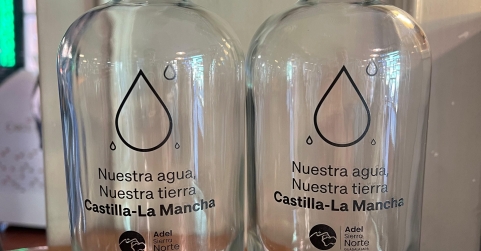 Nuestra agua,
Nuestra tierra
Castilla-La Mancha
Adel
Sierra
Norte
Nuestra agua,
Nuestra tierra
Castilla-La Mancha
Adel
Sierra
Norte